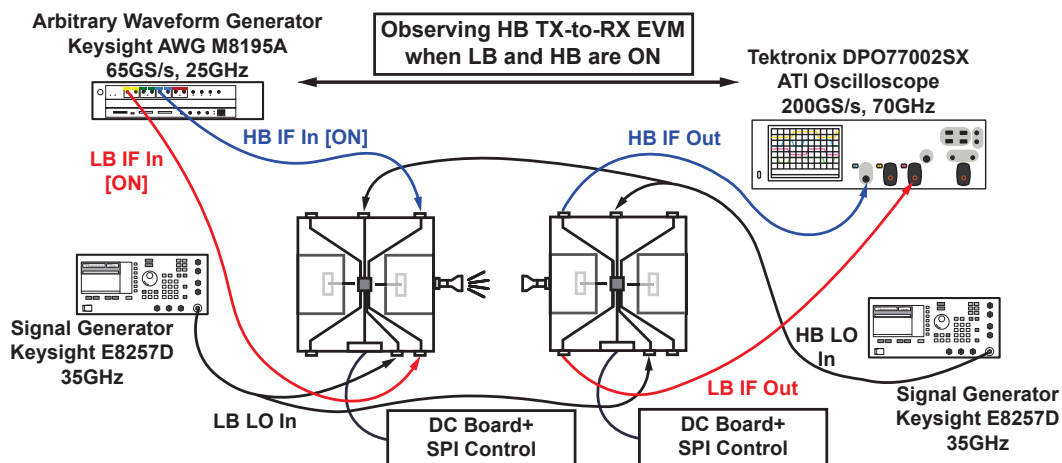 Arbitrary Waveform Generator
Keysight AWG M8195A
65GS/s, 25GHz
Observing HB TX-to-RX EVM
when LB and HB are ON
Tektronix DPO77002SX
ATI Oscilloscope
200GS/s, 70GHz
HB IF In [ON]
LB IF In
[ON]
HB IF Out
Signal Generator
Keysight E8257D
35GHz
LB LO In
DC Board+
SPI Control
DC Board+
SPI Control
LB IF Out
HB LO
In
Signal Generator
Keysight E8257D
35GHz